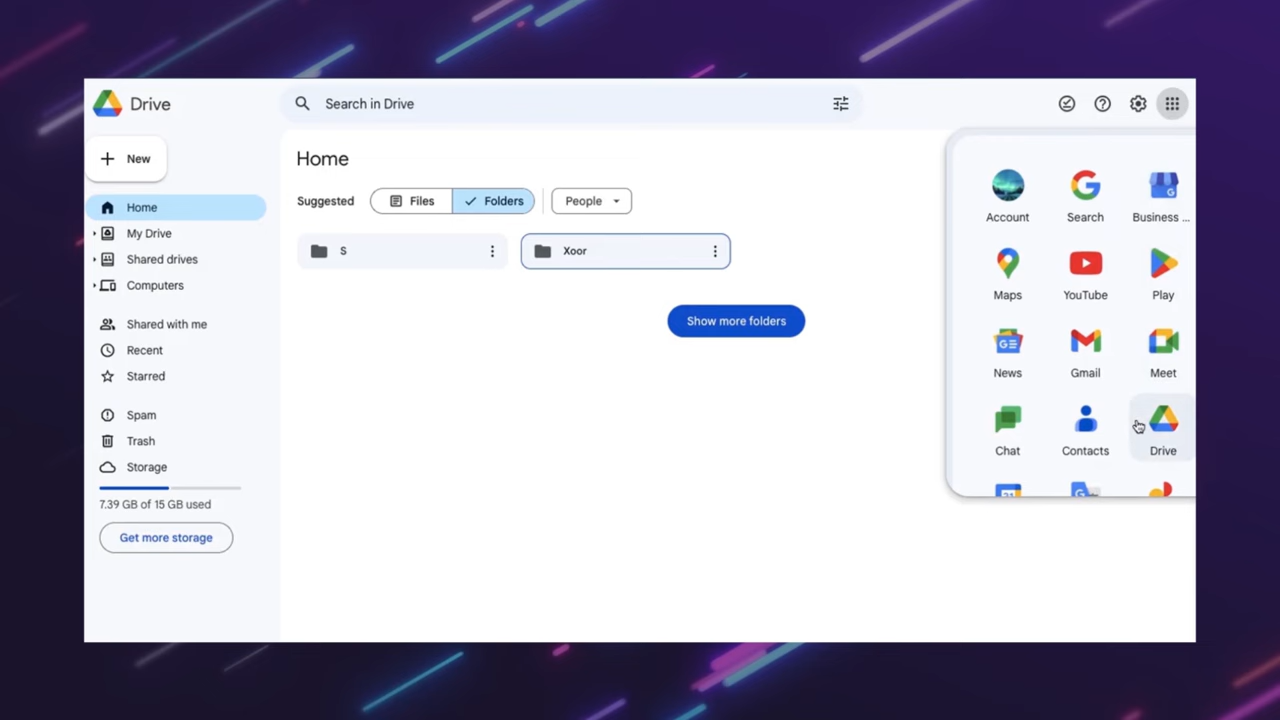 Drive
Search in Drive
New
Home
My Drive
Shared drives
Computers
Shared with me
Recent
Starred
Spam
Trash
Storage
7.39 GB of 15 GB used
Get more storage
Home
Suggested
Files
Folders
People
S
Xoor
Show more folders
Account
Search
Business ...
Maps
YouTube
Play
News
Gmail
Meet
Chat
Contacts
Drive